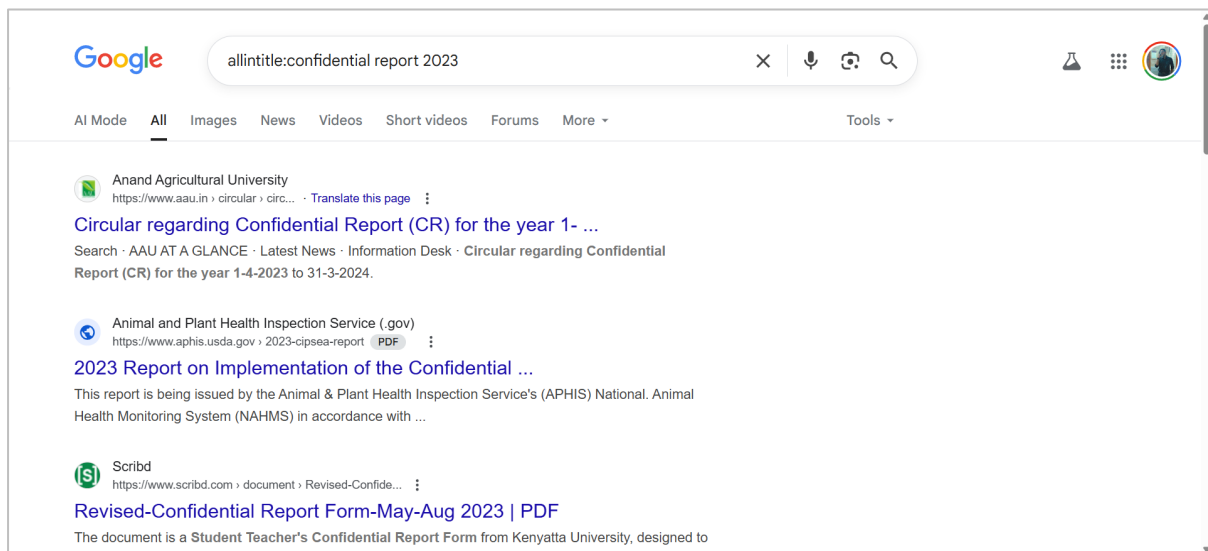 Google
allintitle:confidential report 2023
AI Mode All Images News Videos Short videos Forums More Tools
Anand Agricultural University
https://www.aau.in › circular › circ... · Translate this page
Circular regarding Confidential Report (CR) for the year 1- ...
Search · AAU AT A GLANCE · Latest News · Information Desk · Circular regarding Confidential
Report (CR) for the year 1-4-2023 to 31-3-2024.
Animal and Plant Health Inspection Service (.gov)
https://www.aphis.usda.gov › 2023-cipsea-report PDF
2023 Report on Implementation of the Confidential ...
This report is being issued by the Animal & Plant Health Inspection Service's (APHIS) National. Animal
Health Monitoring System (NAHMS) in accordance with ...
[S]
Scribd
https://www.scribd.com › document › Revised-Confide...
Revised-Confidential Report Form-May-Aug 2023 | PDF
The document is a Student Teacher's Confidential Report Form from Kenyatta University, designed to